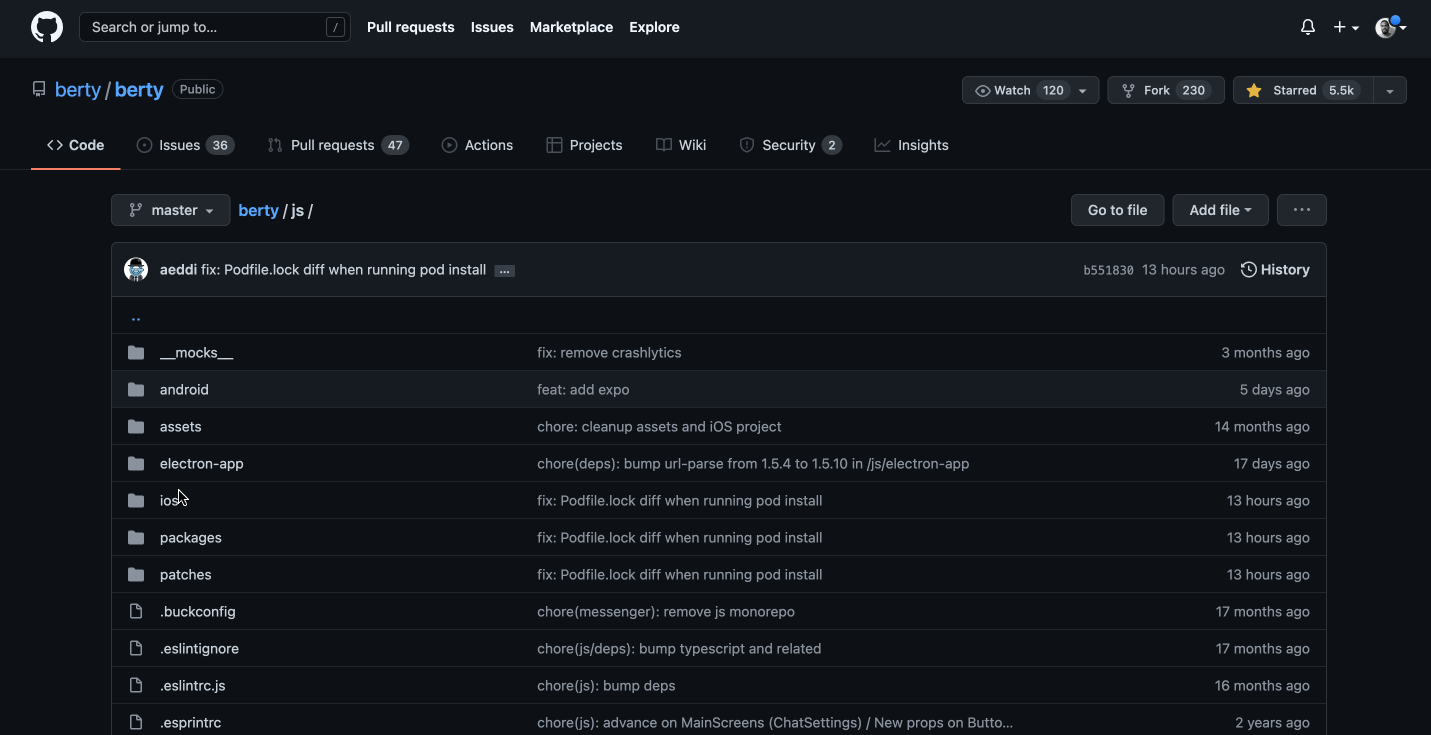 Search or jump to... / Pull requests Issues Marketplace Explore
berty / berty Public Watch 120 Fork 230 Starred 5.5k
Code Issues 36 Pull requests 47 Actions Projects Wiki Security 2 Insights
master berty / js / Go to file Add file ...
aeddi fix: Podfile.lock diff when running pod install ... b551830 13 hours ago History
..
__mocks__ fix: remove crashlytics 3 months ago
android feat: add expo 5 days ago
assets chore: cleanup assets and iOS project 14 months ago
electron-app chore(deps): bump url-parse from 1.5.4 to 1.5.10 in /js/electron-app 17 days ago
ios fix: Podfile.lock diff when running pod install 13 hours ago
packages fix: Podfile.lock diff when running pod install 13 hours ago
patches fix: Podfile.lock diff when running pod install 13 hours ago
.buckconfig chore(messenger): remove js monorepo 17 months ago
.eslintignore chore(js/deps): bump typescript and related 17 months ago
.eslintrc.js chore(js): bump deps 16 months ago
.esprintrc chore(js): advance on MainScreens (ChatSettings) / New props on Butto... 2 years ago